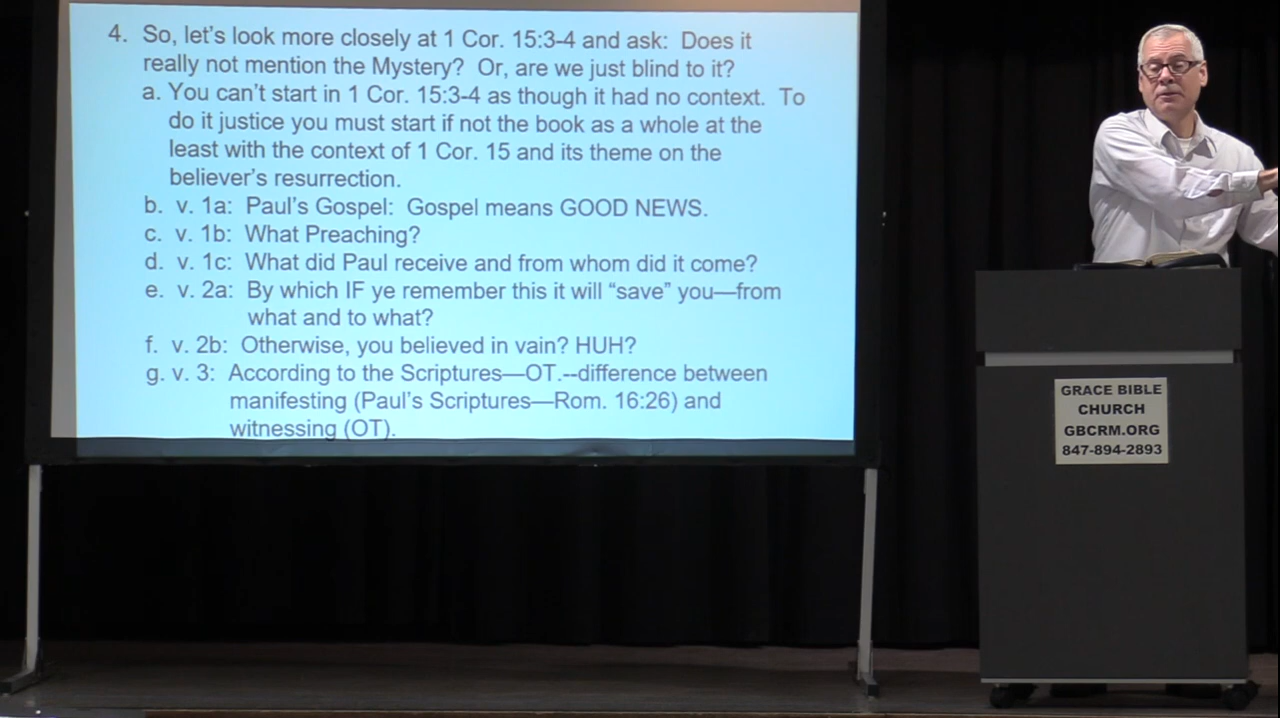 4. So, let's look more closely at 1 Cor. 15:3-4 and ask: Does it
really not mention the Mystery? Or, are we just blind to it?
a. You can't start in 1 Cor. 15:3-4 as though it had no context. To
do it justice you must start if not the book as a whole at the
least with the context of 1 Cor. 15 and its theme on the
believer's resurrection.
b. v. 1a: Paul's Gospel: Gospel means GOOD NEWS.
c. v. 1b: What Preaching?
d. v. 1c: What did Paul receive and from whom did it come?
e. v. 2a: By which IF ye remember this it will "save" you—from
what and to what?
f. v. 2b: Otherwise, you believed in vain? HUH?
g. v. 3: According to the Scriptures—OT.--difference between
manifesting (Paul's Scriptures—Rom. 16:26) and
witnessing (OT).
GRACE BIBLE
CHURCH
GBCRM.ORG
847-894-2893